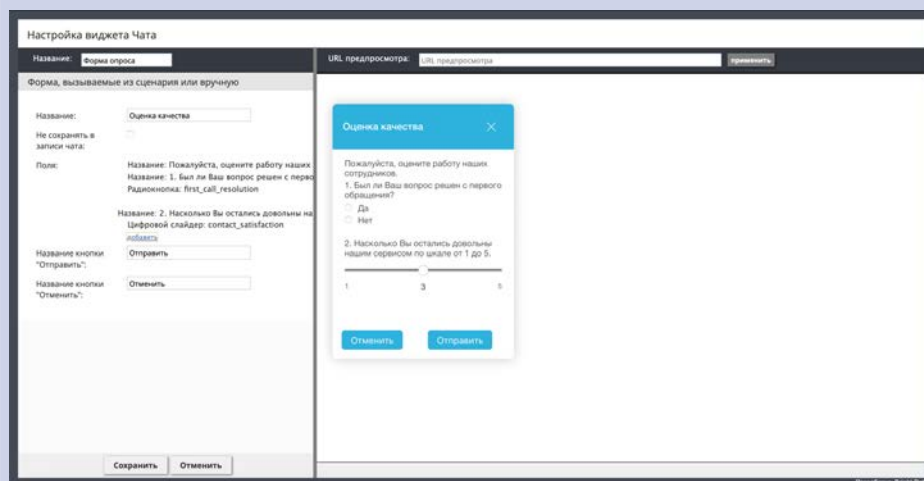 Настройка виджета Чата
Название: Форма опроса
URL предпросмотра: URL предпросмотра применить
Форма, вызываемые из сценария или вручную
Название: Оценка качества
Не сохранять в
записи чата:
Поля:
Название: Пожалуйста, оцените работу наших
Название: 1. Был ли Ваш вопрос решен с перво
Радиокнопка: first_call_resolution
Название: 2. Насколько Вы остались довольны на
Цифровой слайдер: contact_satisfaction
добавить
Название кнопки
"Отправить":
Отправить
Название кнопки
"Отменить":
Отменить
Сохранить Отменить
Оценка качества
Пожалуйста, оцените работу наших
сотрудников.
1. Был ли Ваш вопрос решен с первого
обращения?
Да
Нет
2. Насколько Вы остались довольны
нашим сервисом по шкале от 1 до 5.
1 3 5
Отменить Отправить